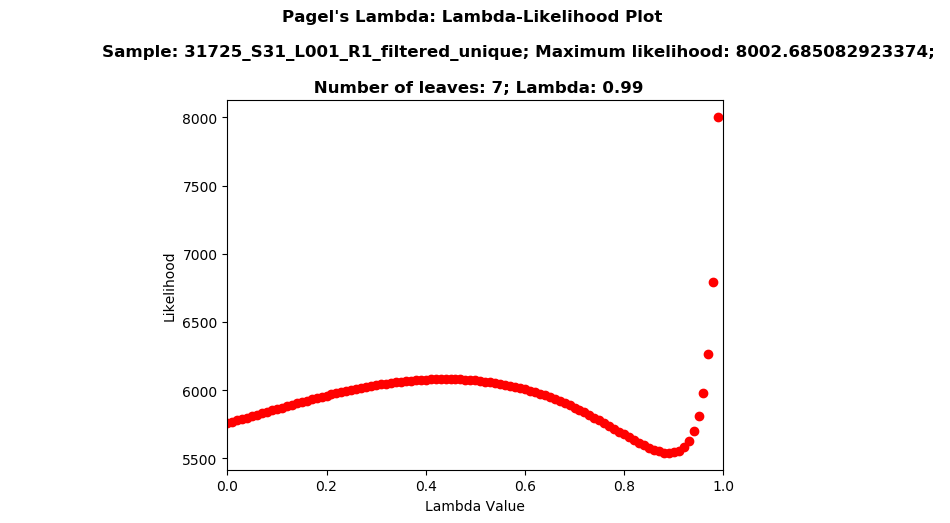 Pagel's Lambda: Lambda-Likelihood Plot
Sample: 31725_S31_L001_R1_filtered_unique; Maximum likelihood: 8002.685082923374;
Number of leaves: 7; Lambda: 0.99
8000
7500
7000
6500
6000
5500
Likelihood
0.0 0.2 0.4 0.6 0.8 1.0
Lambda Value